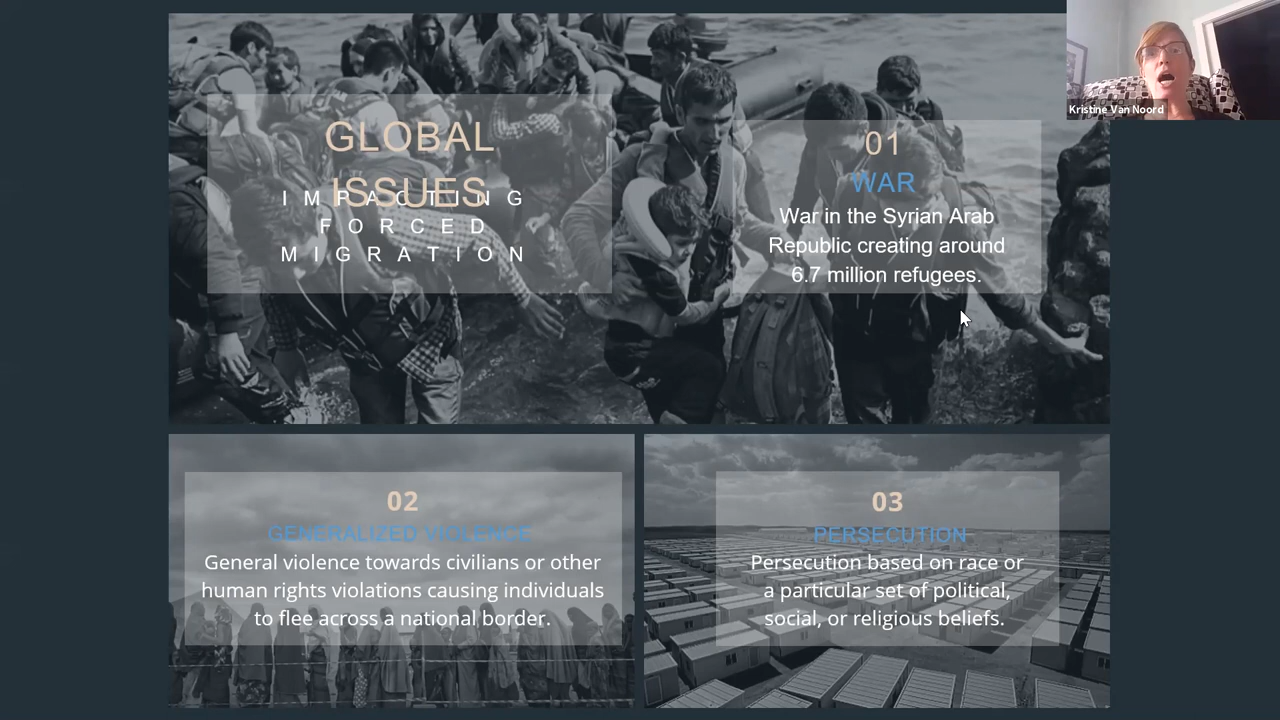 GLOBAL
ISSUES
IMPACTING
FORCED
MIGRATION
01
WAR
War in the Syrian Arab
Republic creating around
6.7 million refugees.
Kristine Van Noord
02
GENERALIZED VIOLENCE
General violence towards civilians or other
human rights violations causing individuals
to flee across a national border.
03
PERSECUTION
Persecution based on race or
a particular set of political,
social, or religious beliefs.